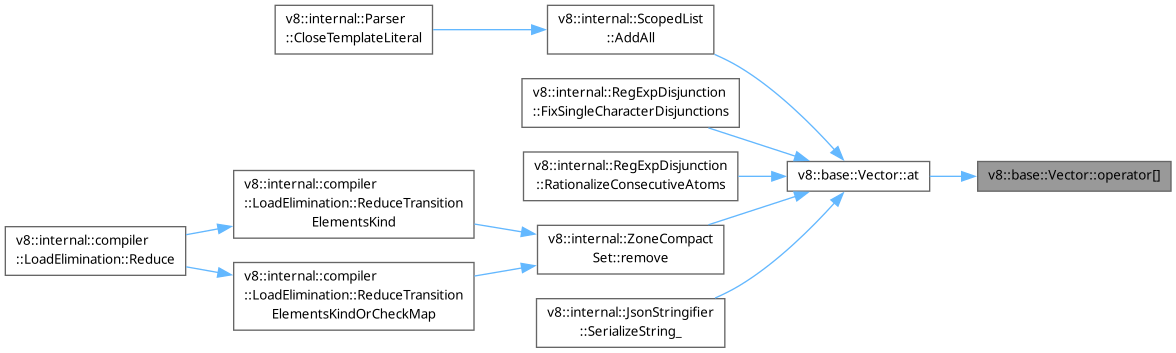 v8::internal::Parser
::CloseTemplateLiteral
v8::internal::ScopedList
::AddAll
v8::internal::RegExpDisjunction
::FixSingleCharacterDisjunctions
v8::internal::RegExpDisjunction
::RationalizeConsecutiveAtoms
v8::base::Vector::at
v8::base::Vector::operator[]
v8::internal::compiler
::LoadElimination::ReduceTransition
ElementsKind
v8::internal::compiler
::LoadElimination::Reduce
v8::internal::ZoneCompact
Set::remove
v8::internal::compiler
::LoadElimination::ReduceTransition
ElementsKindOrCheckMap
v8::internal::JsonStringifier
::SerializeString_